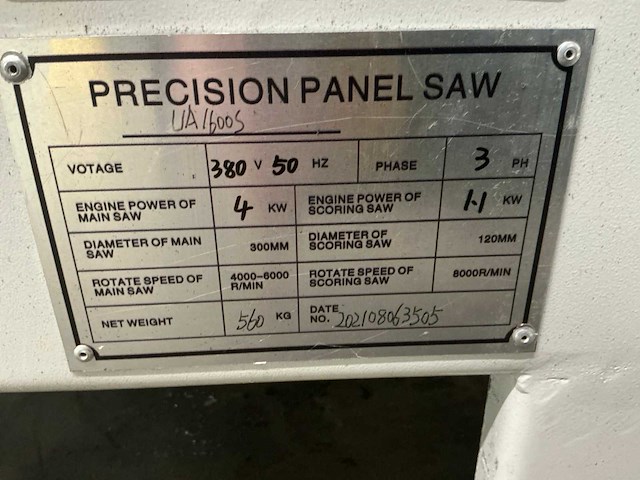 PRECISION PANEL SAW
UA1600S
VOTAGE 380 V 50 HZ PHASE 3 PH
ENGINE POWER OF MAIN SAW 4 KW ENGINE POWER OF SCORING SAW 1.1 KW
DIAMETER OF MAIN SAW 300MM DIAMETER OF SCORING SAW 120MM
ROTATE SPEED OF MAIN SAW 4000-6000 R/MIN ROTATE SPEED OF SCORING SAW 8000R/MIN
NET WEIGHT 560 KG DATE NO. 202108063505